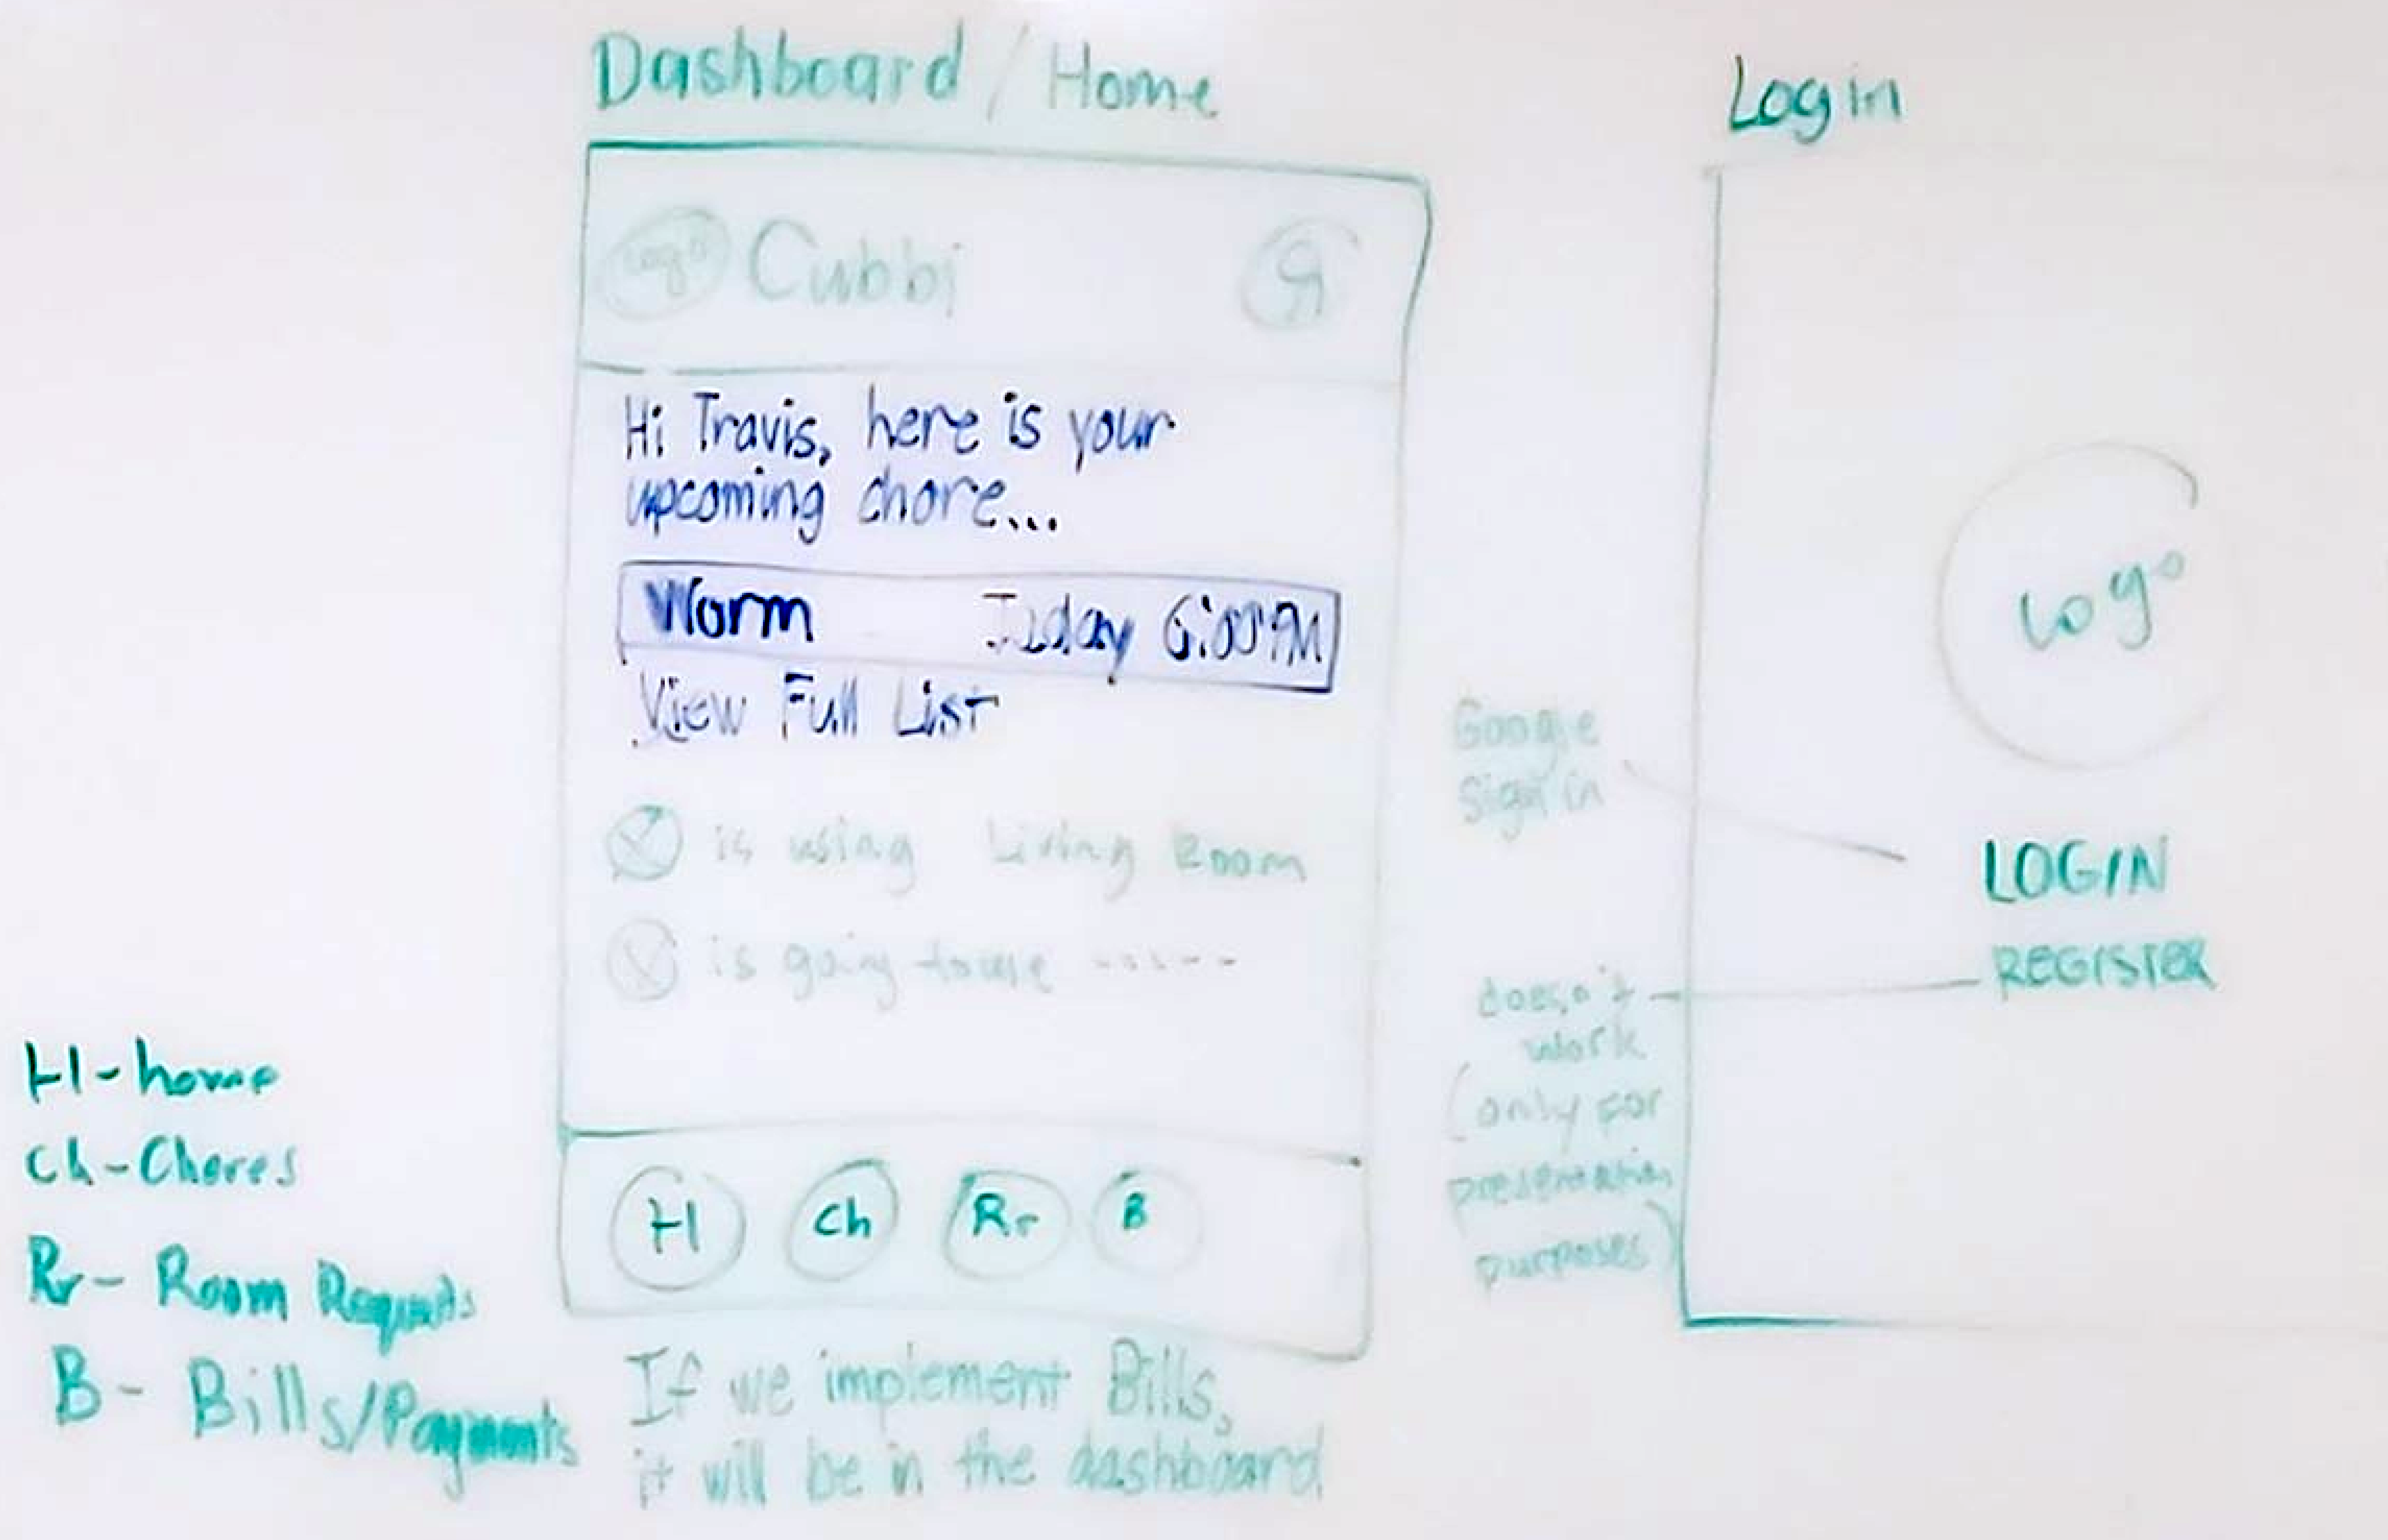 Dashboard / Home
Logo Cubbi
Hi Travis, here is your
upcoming chore...
Worm Today 6:00PM
View Full List
is using Living Room
is going to use ------
H Ch Rr B
If we implement Bills,
it will be in the dashboard
H - home
Ch - Chores
Rr - Room Requests
B - Bills/Payments
Login
Logo
Google
Sign in
LOGIN
REGISTER
doesn't
work
(only for
presentation
purposes)